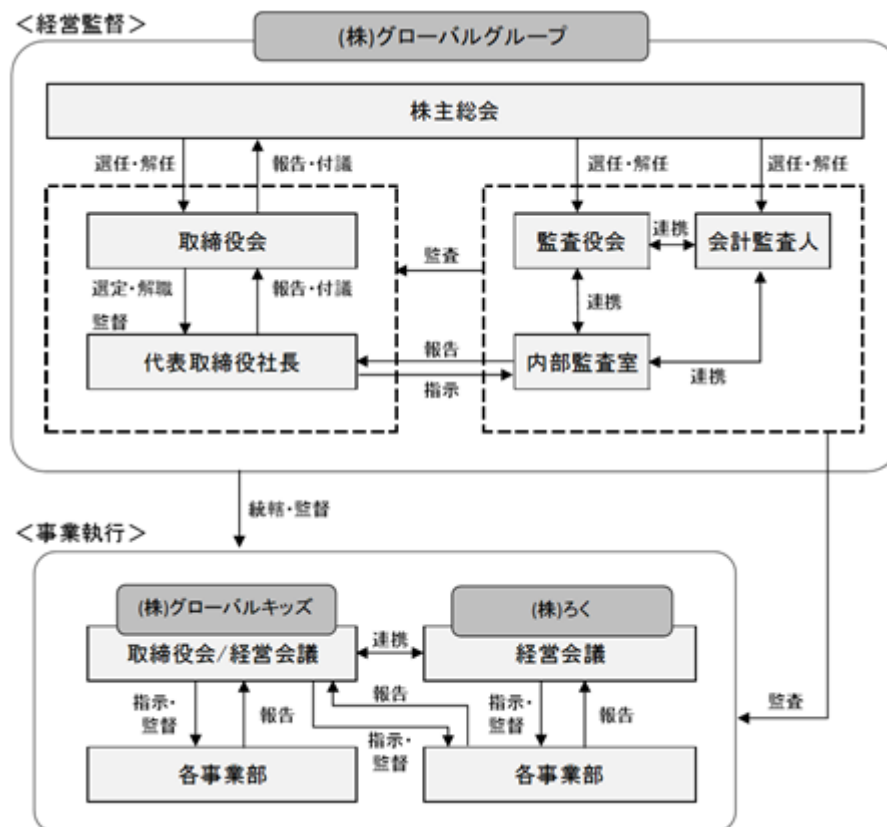 ＜経営監督＞
(株)グローバルグループ
株主総会
選任・解任
報告・付議
選任・解任
選任・解任
取締役会
監査
監査役会
連携
会計監査人
選定・解職
監督
報告・付議
連携
代表取締役社長
報告
指示
内部監査室
連携
統轄・監督
＜事業執行＞
(株)グローバルキッズ
(株)ろく
取締役会/経営会議
連携
経営会議
指示・
監督
報告
報告
指示・
監督
指示・
監督
報告
監査
各事業部
各事業部